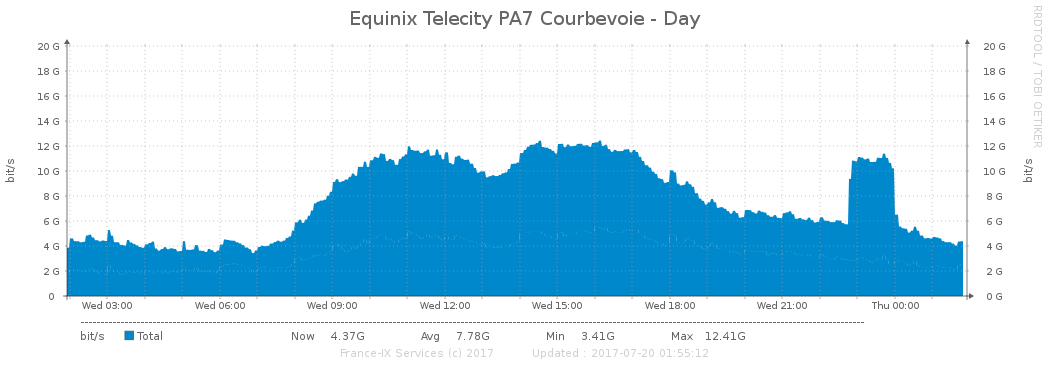 Equinix Telecity PA7 Courbevoie - Day
RRDTOOL / TOBI OETIKER
bit/s
bit/s
20 G 20 G
18 G 18 G
16 G 16 G
14 G 14 G
12 G 12 G
10 G 10 G
8 G 8 G
6 G 6 G
4 G 4 G
2 G 2 G
0 0 G
Wed 03:00 Wed 06:00 Wed 09:00 Wed 12:00 Wed 15:00 Wed 18:00 Wed 21:00 Thu 00:00
bit/s Total Now 4.37G Avg 7.78G Min 3.41G Max 12.41G
France-IX Services (c) 2017 Updated : 2017-07-20 01:55:12